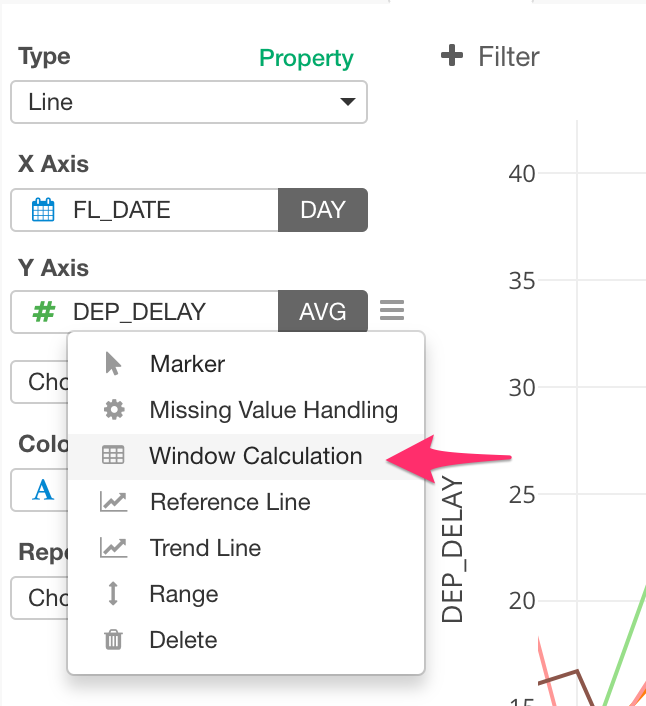 Type
Property
Filter
Line
X Axis
FL_DATE
DAY
Y Axis
DEP_DELAY
AVG
Marker
Missing Value Handling
Window Calculation
Reference Line
Trend Line
Range
Delete
Cho
Colo
A
Repe
Cho
40
35
30
25
20
15
DEP_DELAY